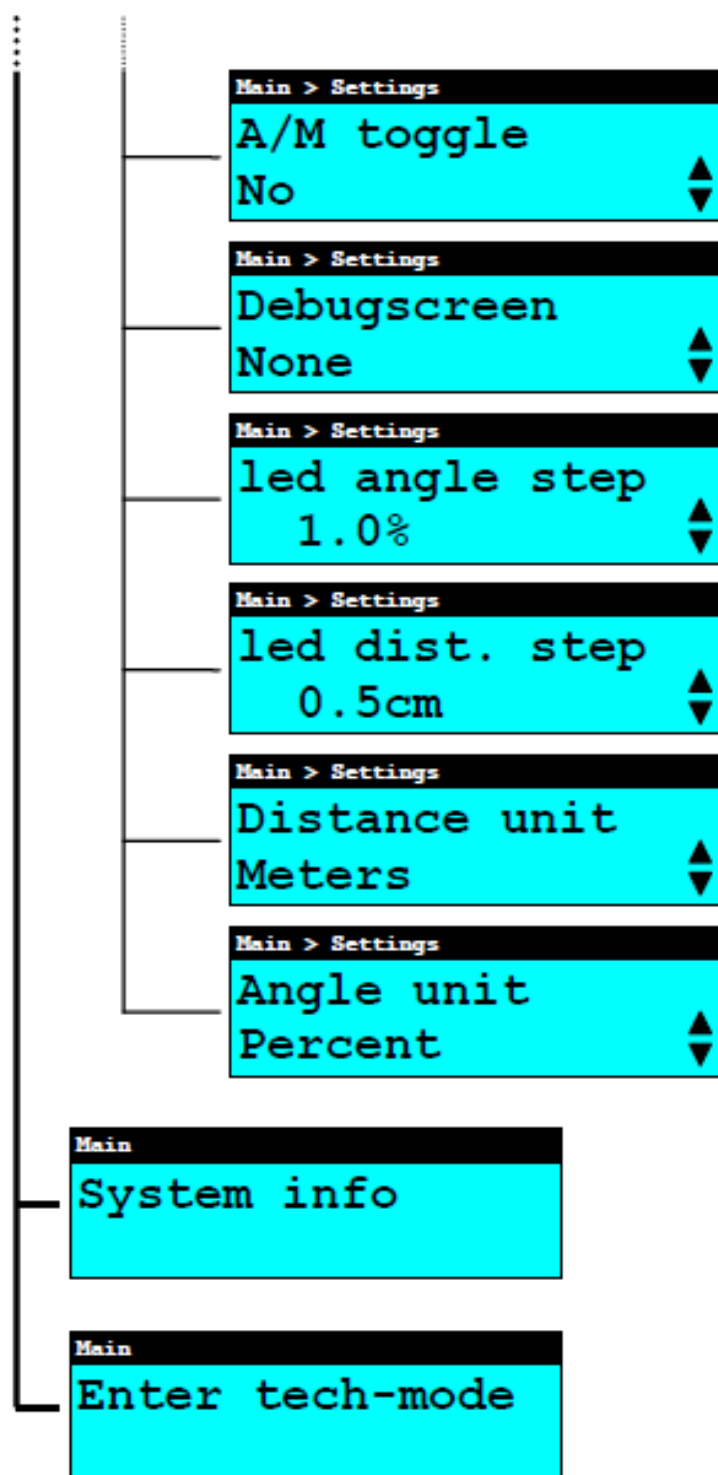 Main > Settings
A/M toggle
No
Main > Settings
Debugscreen
None
Main > Settings
led angle step
1.0%
Main > Settings
led dist. step
0.5cm
Main > Settings
Distance unit
Meters
Main > Settings
Angle unit
Percent
Main
System info
Main
Enter tech-mode